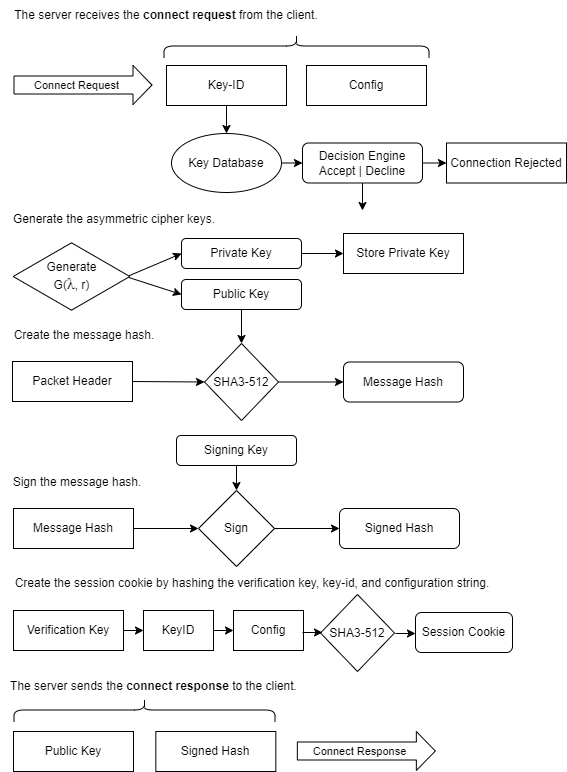 The server receives the connect request from the client.
Connect Request
Key-ID
Config
Key Database
Decision Engine
Accept | Decline
Connection Rejected
Generate the asymmetric cipher keys.
Generate
G(λ, r)
Private Key
Store Private Key
Public Key
Create the message hash.
Packet Header
SHA3-512
Message Hash
Signing Key
Sign the message hash.
Message Hash
Sign
Signed Hash
Create the session cookie by hashing the verification key, key-id, and configuration string.
Verification Key
KeyID
Config
SHA3-512
Session Cookie
The server sends the connect response to the client.
Public Key
Signed Hash
Connect Response